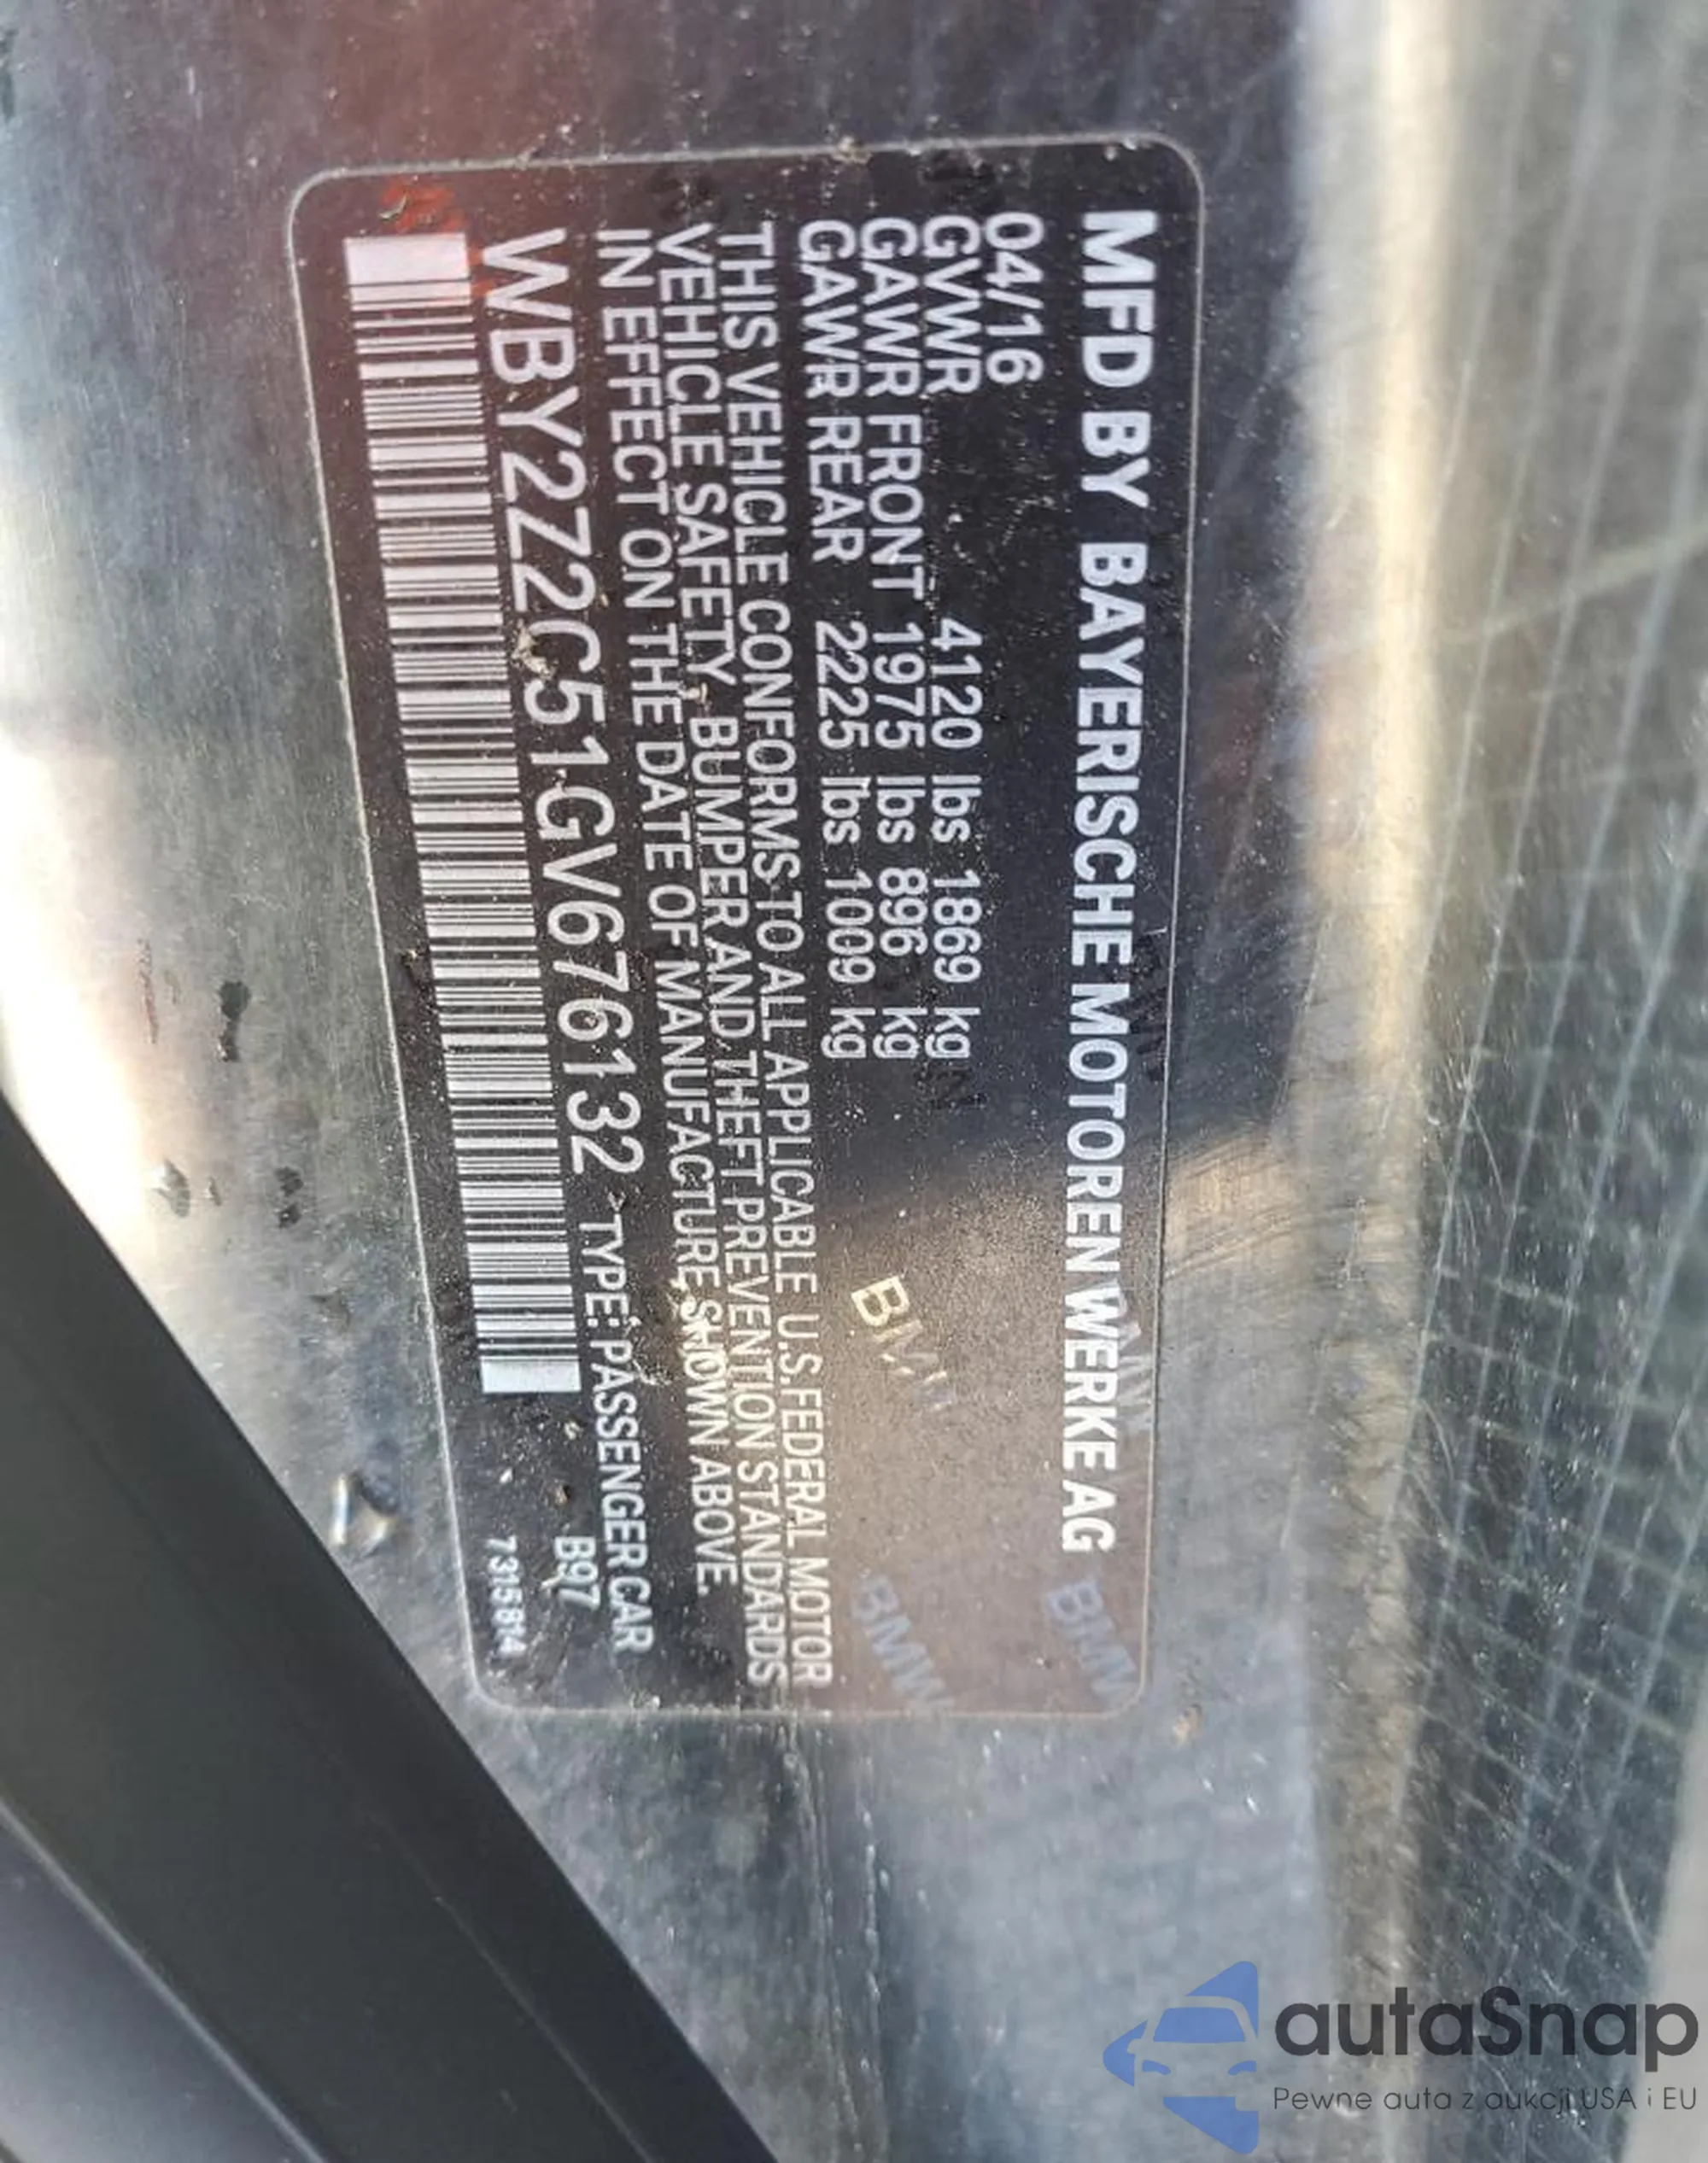 MFD BY BAYERISCHE MOTOREN WERKE AG
04/16
GVWR 4120 lbs 1869 kg
GAWR FRONT 1975 lbs 896 kg
GAWR REAR 2225 lbs 1009 kg
THIS VEHICLE CONFORMS TO ALL APPLICABLE U.S. FEDERAL MOTOR
VEHICLE SAFETY, BUMPER AND THEFT PREVENTION STANDARDS
IN EFFECT ON THE DATE OF MANUFACTURE SHOWN ABOVE.
WBY2Z2C51GV676132 TYPE: PASSENGER CAR
B97
7315814
BMW
BMW
BMW
autaSnap
Pewne auta z aukcji USA i EU